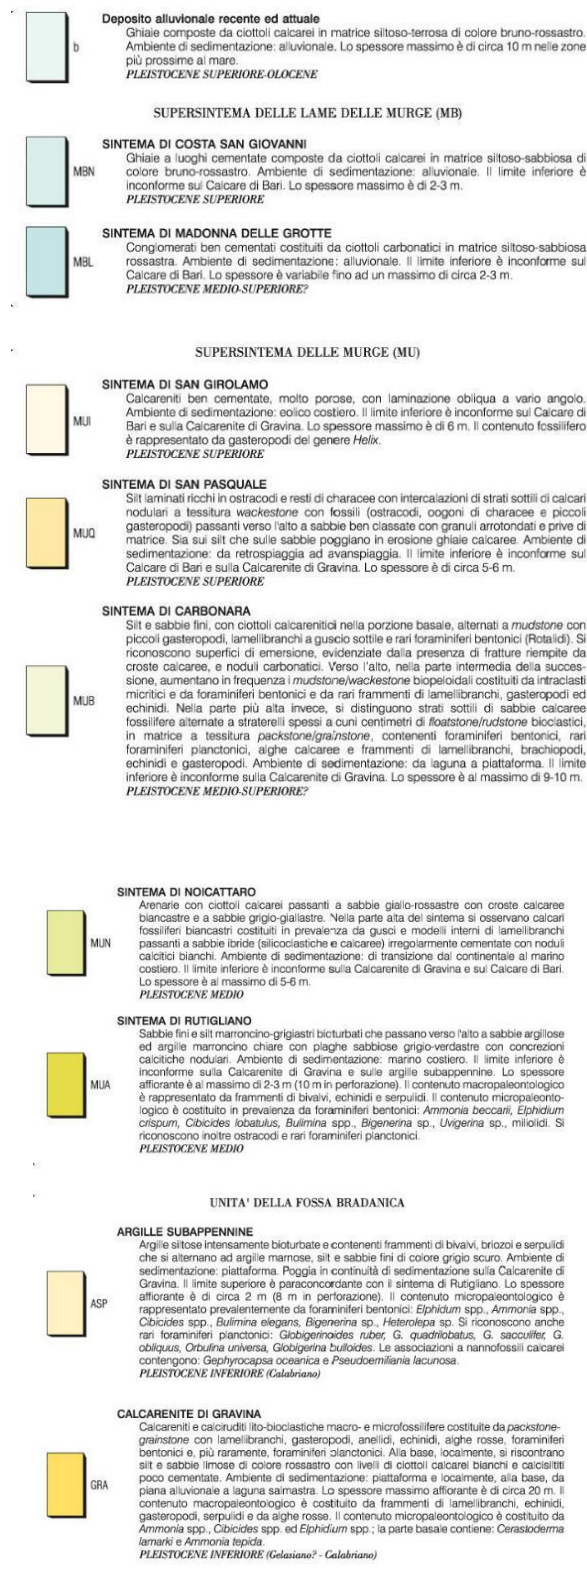 Deposito alluvionale recente ed attuale
Ghiaie composte da ciottoli calcarei in matrice siltoso-terrosa di colore bruno-rossastro.
Ambiente di sedimentazione: alluvionale. Lo spessore massimo è di circa 10 m nelle zone
b
più prossime al mare.
PLEISTOCENE SUPERIORE-OLOCENE
SUPERSINTEMA DELLE LAME DELLE MURGE (MB)
SINTEMA DI COSTA SAN GIOVANNI
Ghiaie a luoghi cementate composte da ciottoli calcarei in matrice siltoso-sabbiosa di
MBN
colore bruno-rossastro. Ambiente di sedimentazione: alluvionale. Il limite inferiore è
inconforme sul Calcare di Bari. Lo spessore massimo è di 2-3 m.
PLEISTOCENE SUPERIORE
SINTEMA DI MADONNA DELLE GROTTE
Conglomerati ben cementati costituiti da ciottoli carbonatici in matrice siltoso-sabbiosa
MBL
rossastra. Ambiente di sedimentazione: alluvionale. Il limite inferiore è inconforme sul
Calcare di Bari. Lo spessore è variabile fino ad un massimo di circa 2-3 m.
PLEISTOCENE MEDIO-SUPERIORE?
SUPERSINTEMA DELLE MURGE (MU)
SINTEMA DI SAN GIROLAMO
Calcareniti ben cementate, molto porose, con laminazione obliqua a vario angolo.
Ambiente di sedimentazione: eolico costiero. Il limite inferiore è inconforme sul Calcare di
MUI
Bari e sulla Calcarenite di Gravina. Lo spessore massimo è di 6 m. Il contenuto fossilifero
è rappresentato da gasteropodi del genere Helix.
PLEISTOCENE SUPERIORE
SINTEMA DI SAN PASQUALE
Silt laminati ricchi in ostracodi e resti di characee con intercalazioni di strati sottili di calcari
nodulari a tessitura wackestone con fossili (ostracodi, oogoni di characee e piccoli
gasteropodi) passanti verso l'alto a sabbie ben classate con granuli arrotondati e prive di
MUQ
matrice. Sia sui silt che sulle sabbie poggiano in erosione ghiaie calcaree. Ambiente di
sedimentazione: da retrospiaggia ad avanspiaggia. Il limite inferiore è inconforme sul
Calcare di Bari e sulla Calcarenite di Gravina. Lo spessore è di circa 5-6 m.
PLEISTOCENE SUPERIORE
SINTEMA DI CARBONARA
Silt e sabbie fini, con ciottoli calcarenitici nella porzione basale, alternati a mudstone con
piccoli gasteropodi, lamellibranchi a guscio sottile e rari foraminiferi bentonici (Rotalidi). Si
riconoscono superfici di emersione, evidenziate dalla presenza di fratture riempite da
croste calcaree, e noduli carbonatici. Verso l'alto, nella parte intermedia della succes-
sione, aumentano in frequenza i mudstone/wackestone biopeloidali costituiti da intraclasti
MUB
micritici e da foraminiferi bentonici e da rari frammenti di lamellibranchi, gasteropodi ed
echinidi. Nella parte più alta invece, si distinguono strati sottili di sabbie calcaree
fossilifere alternate a straterelli spessi a cuni centimetri di floatstone/rudstone bioclastici,
in matrice a tessitura packstone/grainstone, contenenti foraminiferi bentonici, rari
foraminiferi planctonici, alghe calcaree e frammenti di lamellibranchi, brachiopodi,
echinidi e gasteropodi. Ambiente di sedimentazione: da laguna a piattaforma. Il limite
inferiore è inconforme sulla Calcarenite di Gravina. Lo spessore è al massimo di 9-10 m.
PLEISTOCENE MEDIO-SUPERIORE?
SINTEMA DI NOICATTARO
Arenarie con ciottoli calcarei passanti a sabbie giallo-rossastre con croste calcaree
biancastre e a sabbie grigio-giallastre. Nella parte alta del sintema si osservano calcari
fossiliferi biancastri costituiti in prevalenza da gusci e modelli interni di lamellibranchi
MUN
passanti a sabbie ibride (silicoclastiche e calcaree) irregolarmente cementate con noduli
calcitici bianchi. Ambiente di sedimentazione: di transizione dal continentale al marino
costiero. Il limite inferiore è inconforme sulla Calcarenite di Gravina e sul Calcare di Bari.
Lo spessore è al massimo di 5-6 m.
PLEISTOCENE MEDIO
SINTEMA DI RUTIGLIANO
Sabbie fini e silt marroncino-grigiastri bioturbati che passano verso l'alto a sabbie argillose
ed argille marroncino chiare con plaghe sabbiose grigio-verdastre con concrezioni
calcitiche nodulari. Ambiente di sedimentazione: marino costiero. Il limite inferiore è
inconforme sulla Calcarenite di Gravina e sulle argille subappennine. Lo spessore
MUA
affiorante è al massimo di 2-3 m (10 m in perforazione). Il contenuto macropaleontologico
è rappresentato da frammenti di bivalvi, echinidi e serpulidi. Il contenuto micropaleonto-
logico è costituito in prevalenza da foraminiferi bentonici: Ammonia beccarii, Elphidium
crispum, Cibicides lobatulus, Bulimina spp., Bigenerina sp., Uvigerina sp., miliolidi. Si
riconoscono inoltre ostracodi e rari foraminiferi planctonici.
PLEISTOCENE MEDIO
UNITA' DELLA FOSSA BRADANICA
ARGILLE SUBAPPENNINE
Argille siltose intensamente bioturbate e contenenti frammenti di bivalvi, briozoi e serpulidi
che si alternano ad argille marnose, silt e sabbie fini di colore grigio scuro. Ambiente di
sedimentazione: piattaforma. Poggia in continuità di sedimentazione sulla Calcarenite di
Gravina. Il limite superiore è paraconcordante con il sintema di Rutigliano. Lo spessore
affiorante è di circa 2 m (8 m in perforazione). Il contenuto micropaleontologico è
ASP
rappresentato prevalentemente da foraminiferi bentonici: Elphidum spp., Ammonia spp.,
Cibicides spp., Bulimina elegans, Bigenerina sp., Heterolepa sp. Si riconoscono anche
rari foraminiferi planctonici: Globigerinoides ruber, G. quadrilobatus, G. sacculifer, G.
obliquus, Orbulina universa, Globigerina bulloides. Le associazioni a nannofossili calcarei
contengono: Gephyrocapsa oceanica e Pseudoemiliania lacunosa.
PLEISTOCENE INFERIORE (Calabriano)
CALCARENITE DI GRAVINA
Calcareniti e calciruditi lito-bioclastiche macro- e microfossilifere costituite da packstone-
grainstone con lamellibranchi, gasteropodi, anellidi, echinidi, alghe rosse, foraminiferi
bentonici e, più raramente, foraminiferi planctonici. Alla base, localmente, si riscontrano
silt e sabbie limose di colore rossastro con livelli di ciottoli calcarei bianchi e calcisiltiti
poco cementate. Ambiente di sedimentazione: piattaforma e localmente, alla base, da
GRA
piana alluvionale a laguna salmastra. Lo spessore massimo affiorante è di circa 20 m. Il
contenuto macropaleontologico è costituito da frammenti di lamellibranchi, echinidi,
gasteropodi, serpulidi e da alghe rosse. Il contenuto micropaleontologico è costituito da
Ammonia spp., Cibicides spp. ed Elphidium spp.; la parte basale contiene: Cerastoderma
lamarki e Ammonia tepida.
PLEISTOCENE INFERIORE (Gelasiano? - Calabriano)